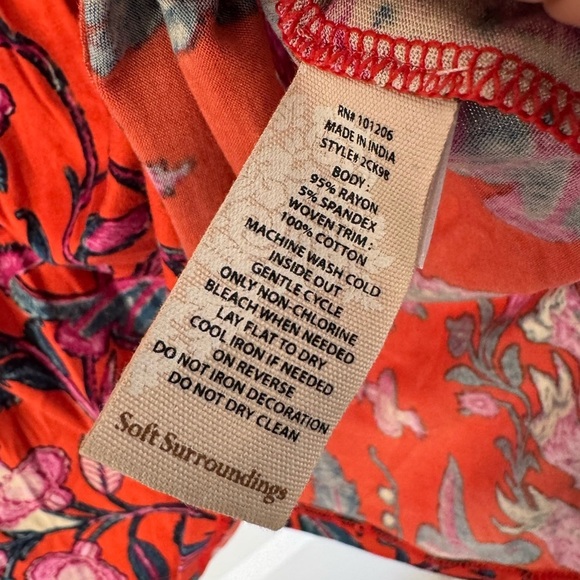 RN# 101206
MADE IN INDIA
STYLE# 2CK9B
BODY :
95% RAYON
5% SPANDEX
WOVEN TRIM :
100% COTTON
MACHINE WASH COLD
INSIDE OUT
GENTLE CYCLE
ONLY NON-CHLORINE
BLEACH WHEN NEEDED
LAY FLAT TO DRY
COOL IRON IF NEEDED
ON REVERSE
DO NOT IRON DECORATION
DO NOT DRY CLEAN
Soft Surroundings